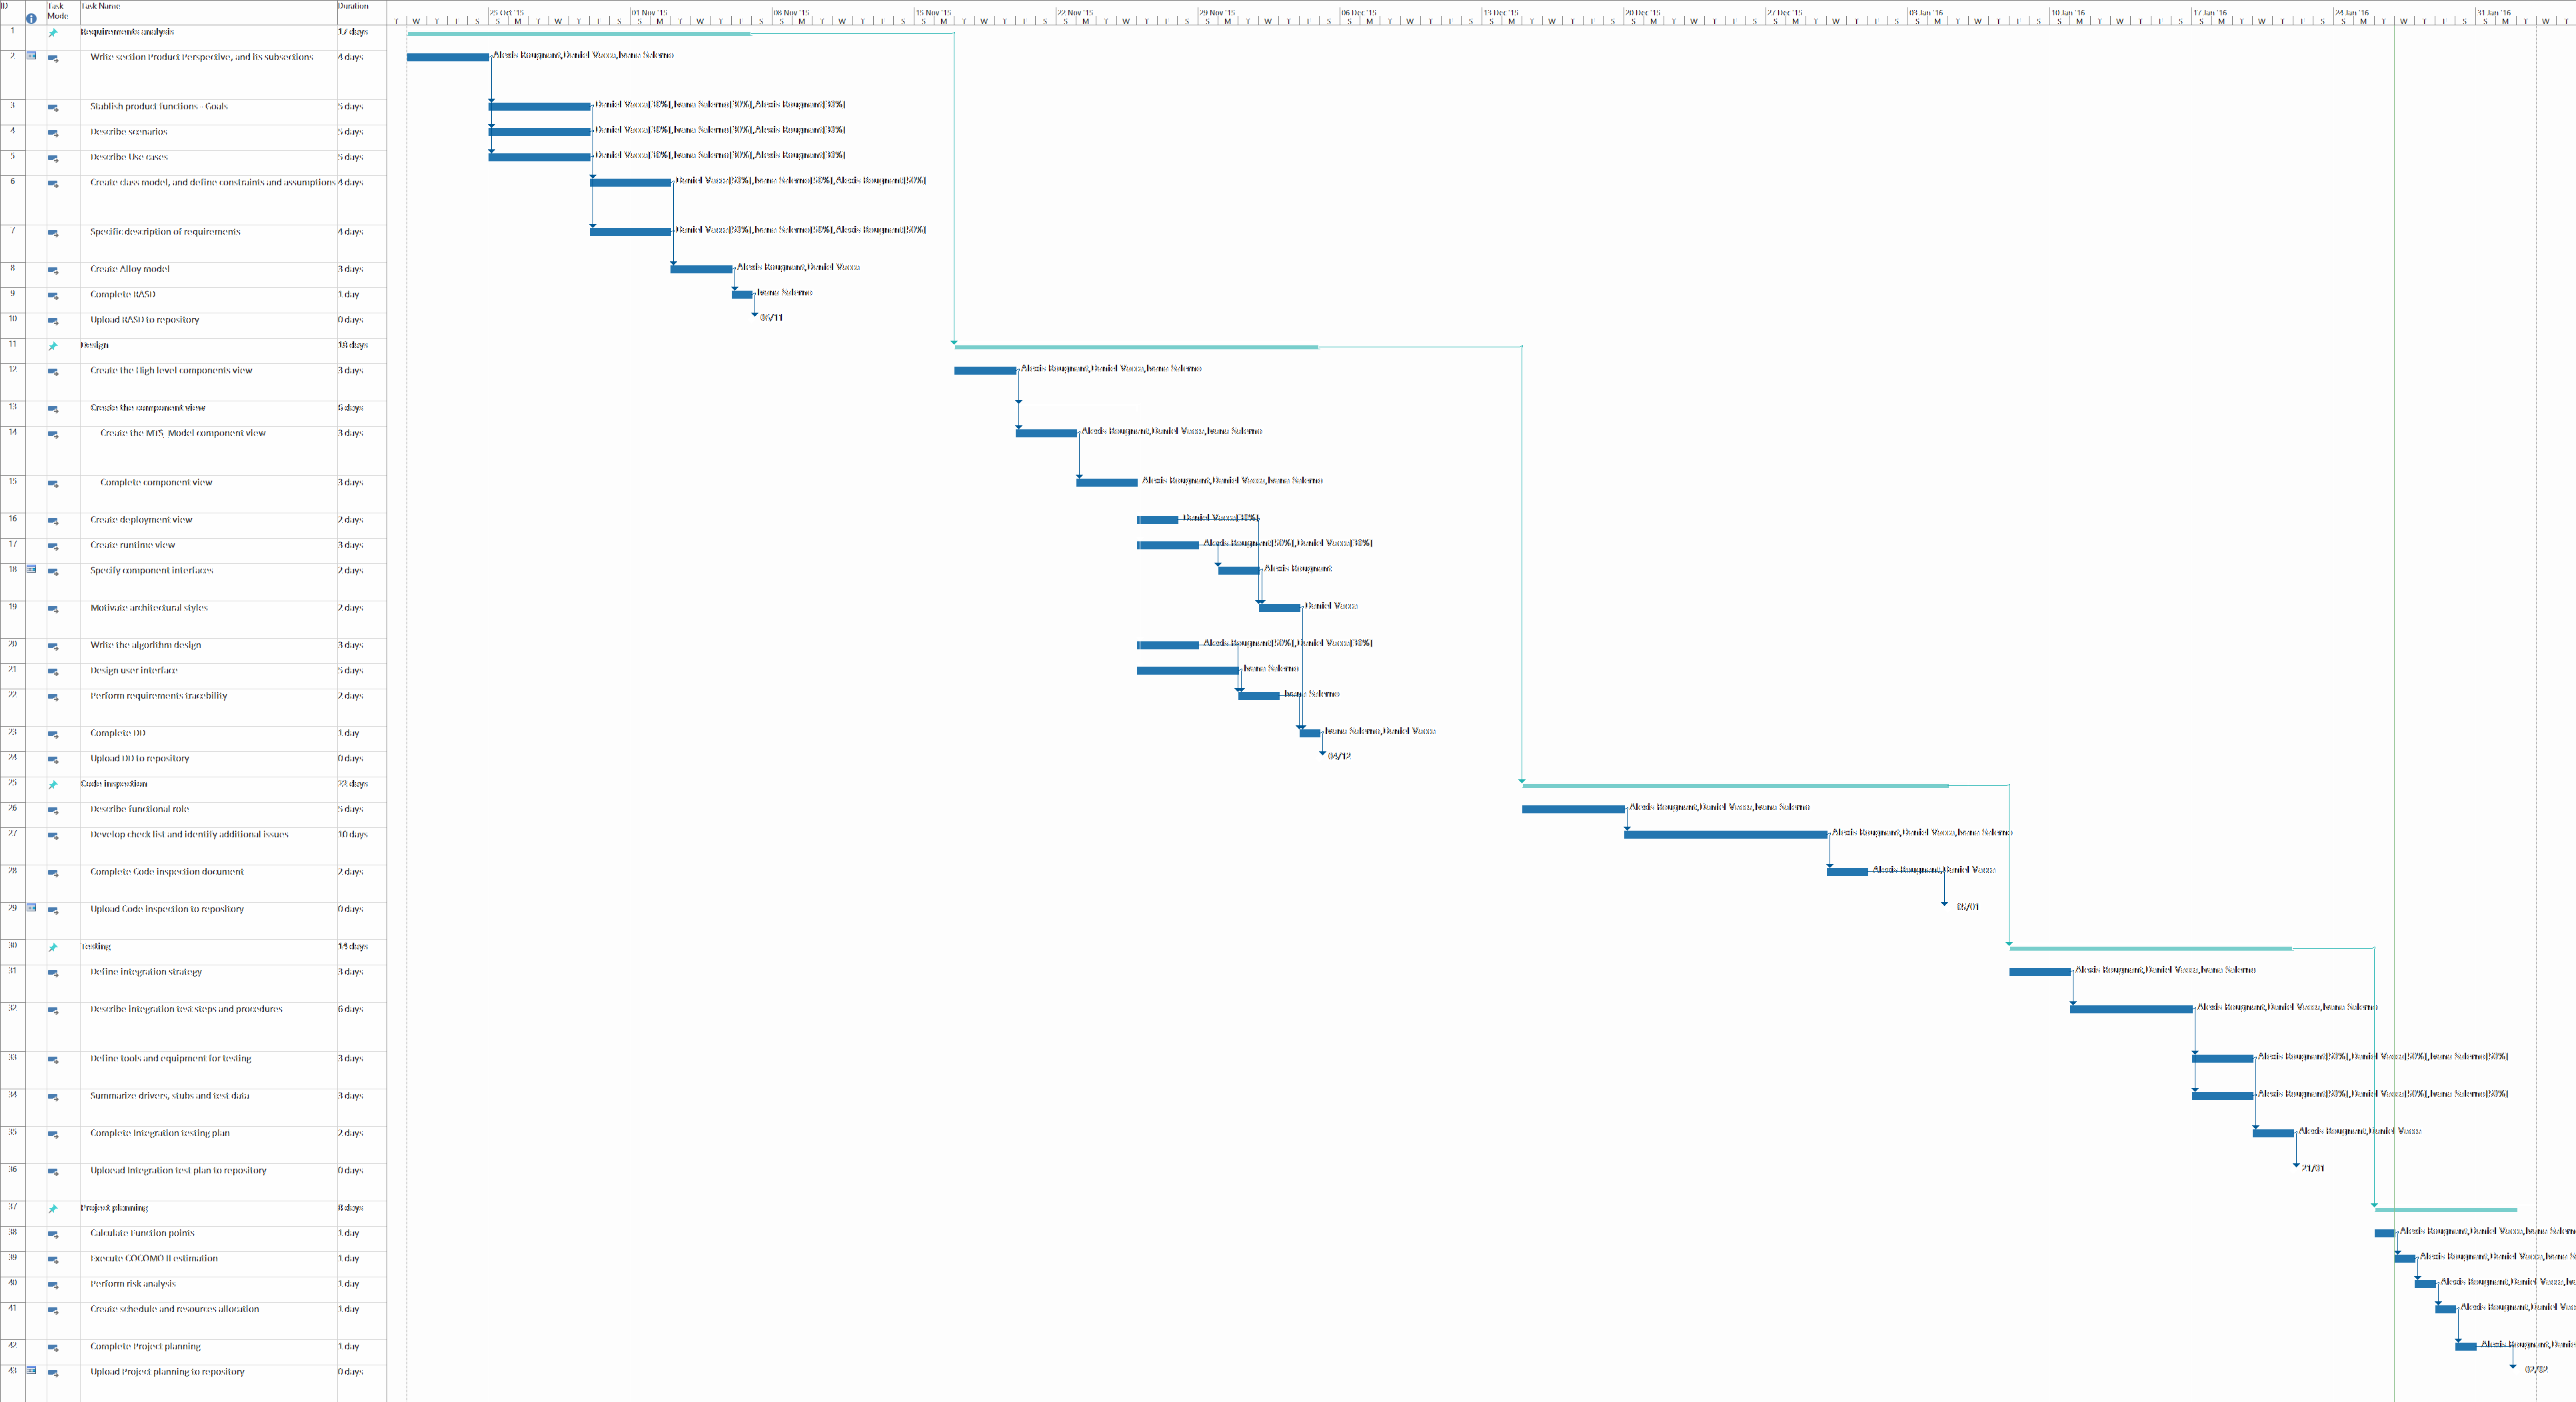 ID Task Mode Task Name Duration
25 Oct '15 01 Nov '15 08 Nov '15 15 Nov '15 22 Nov '15 29 Nov '15 06 Dec '15 13 Dec '15 20 Dec '15 27 Dec '15 03 Jan '16 10 Jan '16 17 Jan '16 24 Jan '16 31 Jan '16
1 Requirements analysis 17 days
2 Write section Product Perspective, and its subsections 4 days Alexis Rougnant,Daniel Vacca,Ivana Salerno
3 Stablish product functions - Goals 5 days Daniel Vacca[30%],Ivana Salerno[30%],Alexis Rougnant[30%]
4 Describe scenarios 5 days Daniel Vacca[30%],Ivana Salerno[30%],Alexis Rougnant[30%]
5 Describe Use cases 5 days Daniel Vacca[30%],Ivana Salerno[30%],Alexis Rougnant[30%]
6 Create class model, and define constraints and assumptions 4 days Daniel Vacca[50%],Ivana Salerno[50%],Alexis Rougnant[50%]
7 Specific description of requirements 4 days Daniel Vacca[50%],Ivana Salerno[50%],Alexis Rougnant[50%]
8 Create Alloy model 3 days Alexis Rougnant,Daniel Vacca
9 Complete RASD 1 day Ivana Salerno
10 Upload RASD to repository 0 days 06/11
11 Design 18 days
12 Create the High level components view 3 days Alexis Rougnant,Daniel Vacca,Ivana Salerno
13 Create the component view 6 days
14 Create the MTS_Model component view 3 days Alexis Rougnant,Daniel Vacca,Ivana Salerno
15 Complete component view 3 days Alexis Rougnant,Daniel Vacca,Ivana Salerno
16 Create deployment view 2 days Daniel Vacca[30%]
17 Create runtime view 3 days Alexis Rougnant[50%],Daniel Vacca[30%]
18 Specify component interfaces 2 days Alexis Rougnant
19 Motivate architectural styles 2 days Daniel Vacca
20 Write the algorithm design 3 days Alexis Rougnant[50%],Daniel Vacca[30%]
21 Design user interface 5 days Ivana Salerno
22 Perform requirements tracebility 2 days Ivana Salerno
23 Complete DD 1 day Ivana Salerno,Daniel Vacca
24 Upload DD to repository 0 days 04/12
25 Code inspection 22 days
26 Describe functional role 5 days Alexis Rougnant,Daniel Vacca,Ivana Salerno
27 Develop check list and identify additional issues 10 days Alexis Rougnant,Daniel Vacca,Ivana Salerno
28 Complete Code inspection document 2 days Alexis Rougnant,Daniel Vacca
29 Upload Code inspection to repository 0 days 05/01
30 Testing 14 days
31 Define integration strategy 3 days Alexis Rougnant,Daniel Vacca,Ivana Salerno
32 Describe integration test steps and procedures 6 days Alexis Rougnant,Daniel Vacca,Ivana Salerno
33 Define tools and equipment for testing 3 days Alexis Rougnant[50%],Daniel Vacca[50%],Ivana Salerno[50%]
34 Summarize drivers, stubs and test data 3 days Alexis Rougnant[50%],Daniel Vacca[50%],Ivana Salerno[50%]
35 Complete Integration testing plan 2 days Alexis Rougnant,Daniel Vacca
36 Uploead Integration test plan to repository 0 days 21/01
37 Project planning 8 days
38 Calculate Function points 1 day Alexis Rougnant,Daniel Vacca,Ivana Salern
39 Execute COCOMO II estimation 1 day Alexis Rougnant,Daniel Vacca,Ivana S
40 Perform risk analysis 1 day Alexis Rougnant,Daniel Vacca,Iva
41 Create schedule and resources allocation 1 day Alexis Rougnant,Daniel Vac
42 Complete Project planning 1 day Alexis Rougnant,Danie
43 Upload Project planning to repository 0 days 02/02